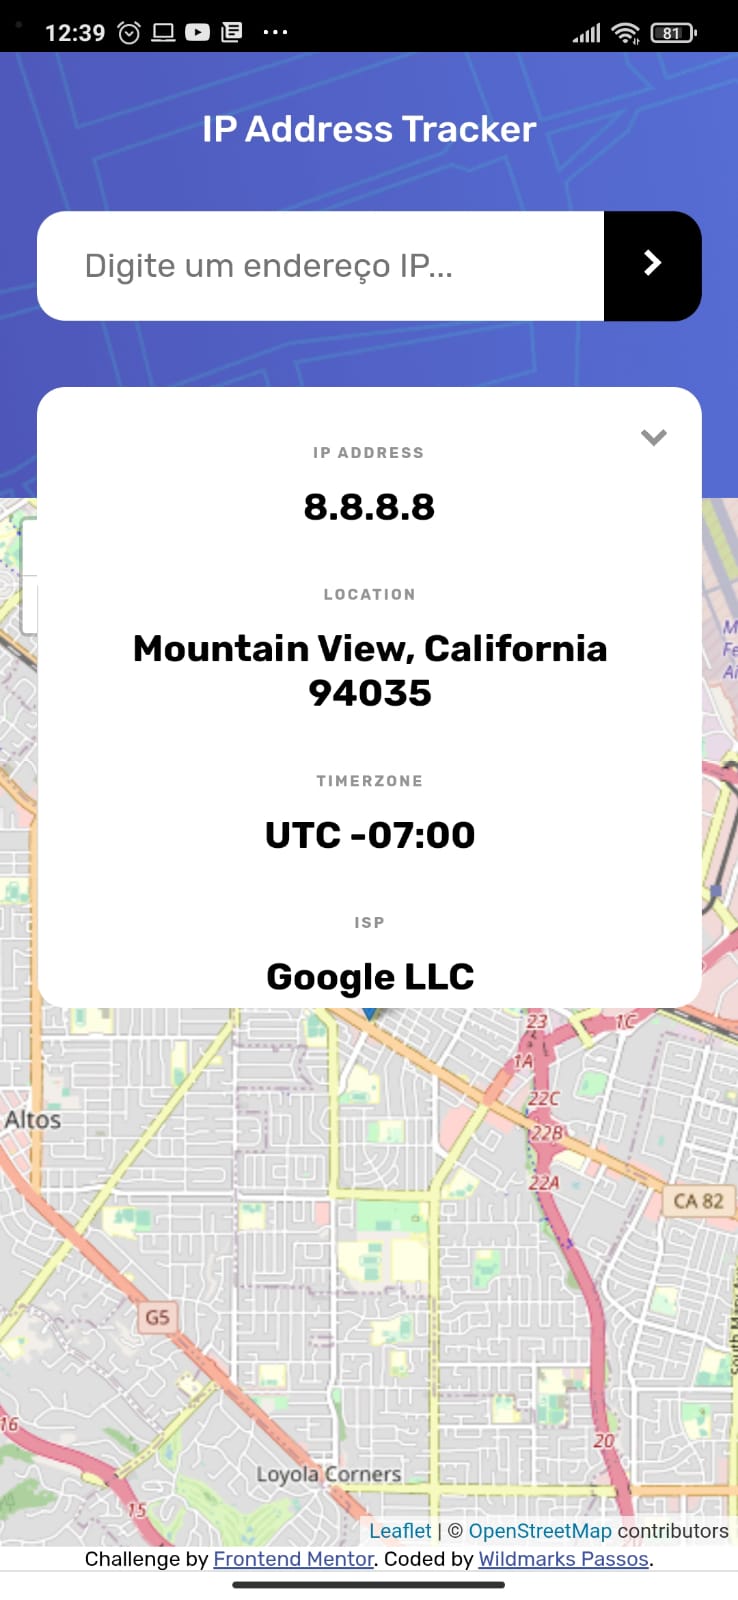 12:39
81
IP Address Tracker
Digite um endereço IP...
IP ADDRESS
8.8.8.8
LOCATION
Mountain View, California
94035
TIMERZONE
UTC -07:00
ISP
Google LLC
23
1C
1A
22C
22B
Altos
22A
CA 82
G5
16
20
Loyola Corners
15
Leaflet | © OpenStreetMap contributors
Challenge by Frontend Mentor. Coded by Wildmarks Passos.